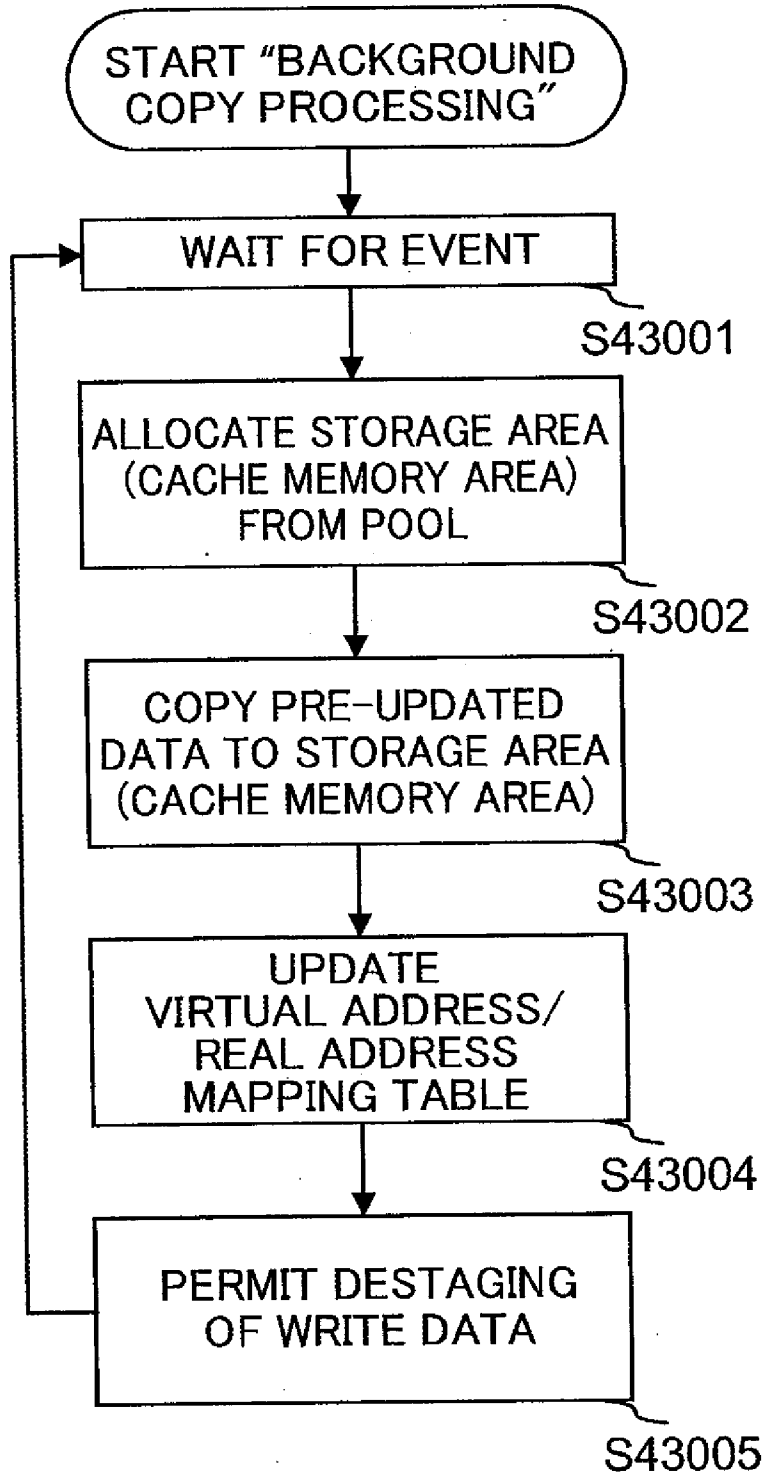 START “BACKGROUND
COPY PROCESSING”
WAIT FOR EVENT
S43001
ALLOCATE STORAGE AREA
(CACHE MEMORY AREA)
FROM POOL
S43002
COPY PRE-UPDATED
DATA TO STORAGE AREA
(CACHE MEMORY AREA)
S43003
UPDATE
VIRTUAL ADDRESS/
REAL ADDRESS
MAPPING TABLE
S43004
PERMIT DESTAGING
OF WRITE DATA
S43005